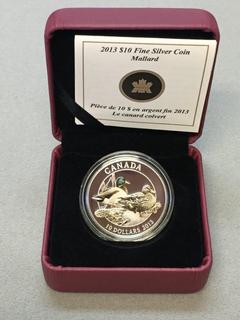 2013 $10 Fine Silver Coin
Mallard
Pièce de 10 $ en argent fin 2013
Le canard colvert
CANADA
10 DOLLARS 2013